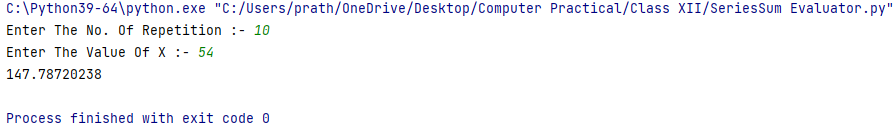 C:\Python39-64\python.exe "C:/Users/prath/OneDrive/Desktop/Computer Practical/Class XII/SeriesSum Evaluator.py"
Enter The No. Of Repetition :- 10
Enter The Value Of X :- 54
147.78720238
Process finished with exit code 0